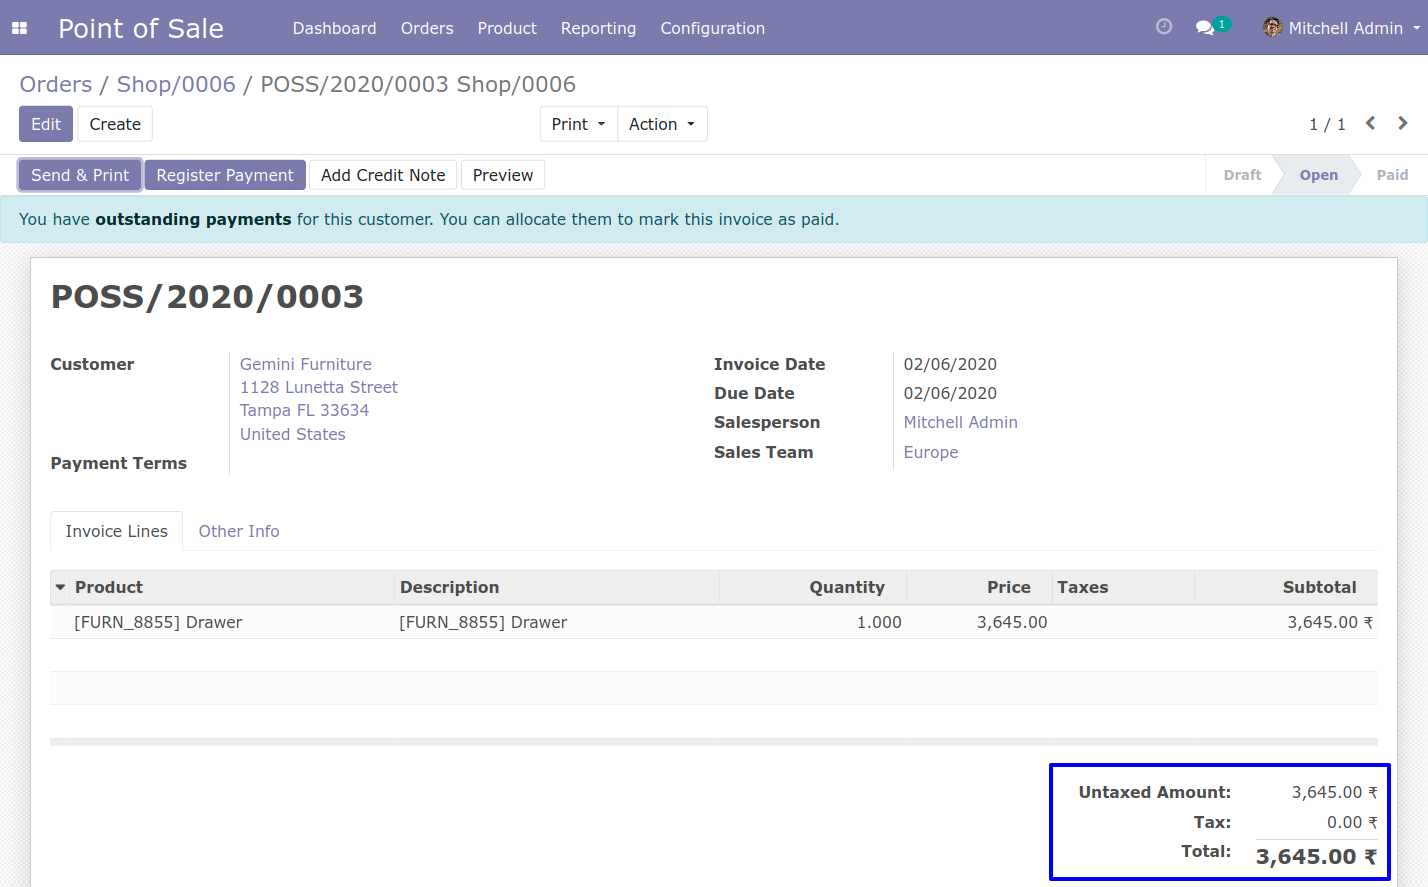 Point of Sale Dashboard Orders Product Reporting Configuration 1 Mitchell Admin
Orders / Shop/0006 / POSS/2020/0003 Shop/0006
Edit Create Print Action 1 / 1
Send & Print Register Payment Add Credit Note Preview Draft Open Paid
You have outstanding payments for this customer. You can allocate them to mark this invoice as paid.
POSS/2020/0003
Customer Gemini Furniture
1128 Lunetta Street
Tampa FL 33634
United States
Payment Terms
Invoice Date 02/06/2020
Due Date 02/06/2020
Salesperson Mitchell Admin
Sales Team Europe
Invoice Lines Other Info
Product Description Quantity Price Taxes Subtotal
[FURN_8855] Drawer [FURN_8855] Drawer 1.000 3,645.00 3,645.00 ₹
Untaxed Amount: 3,645.00 ₹
Tax: 0.00 ₹
Total: 3,645.00 ₹